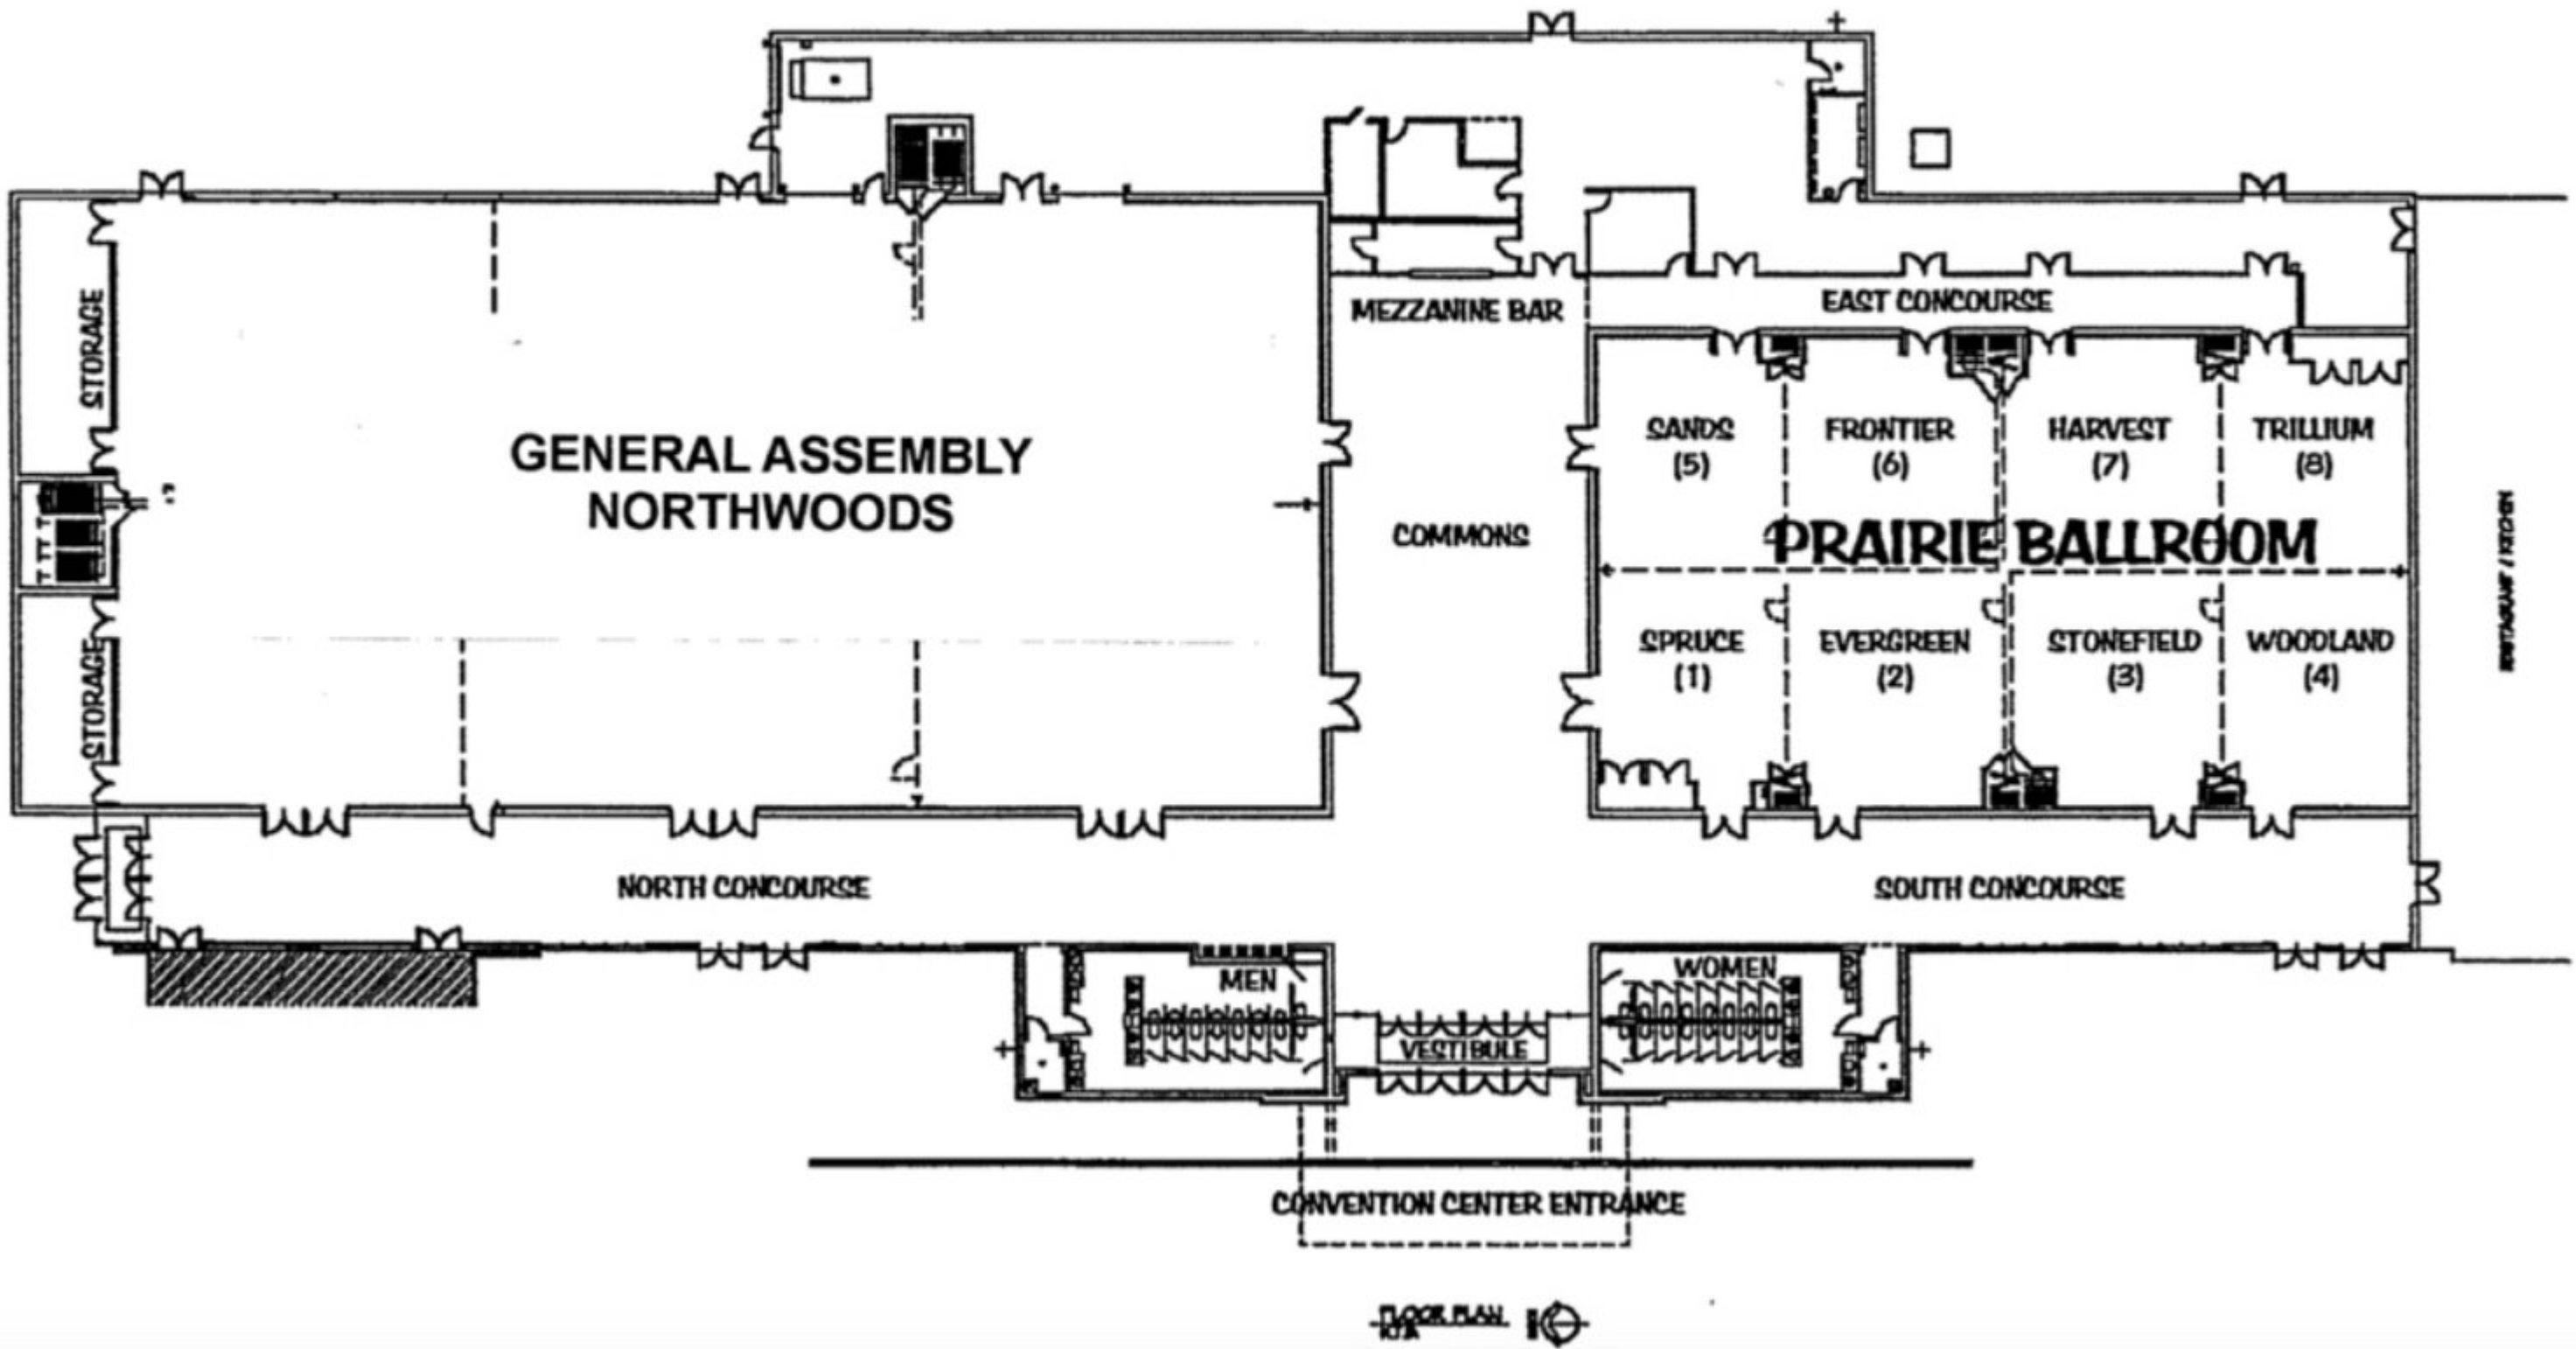 MEZZANINE BAR
EAST CONCOURSE
STORAGE
SANDS
(5)
FRONTIER
(6)
HARVEST
(7)
TRILLIUM
(8)
GENERAL ASSEMBLY
NORTHWOODS
COMMONS
PRAIRIE BALLROOM
STORAGE
SPRUCE
(1)
EVERGREEN
(2)
STONEFIELD
(3)
WOODLAND
(4)
NORTH CONCOURSE
SOUTH CONCOURSE
MEN
WOMEN
VESTIBULE
CONVENTION CENTER ENTRANCE
FLOOR PLAN